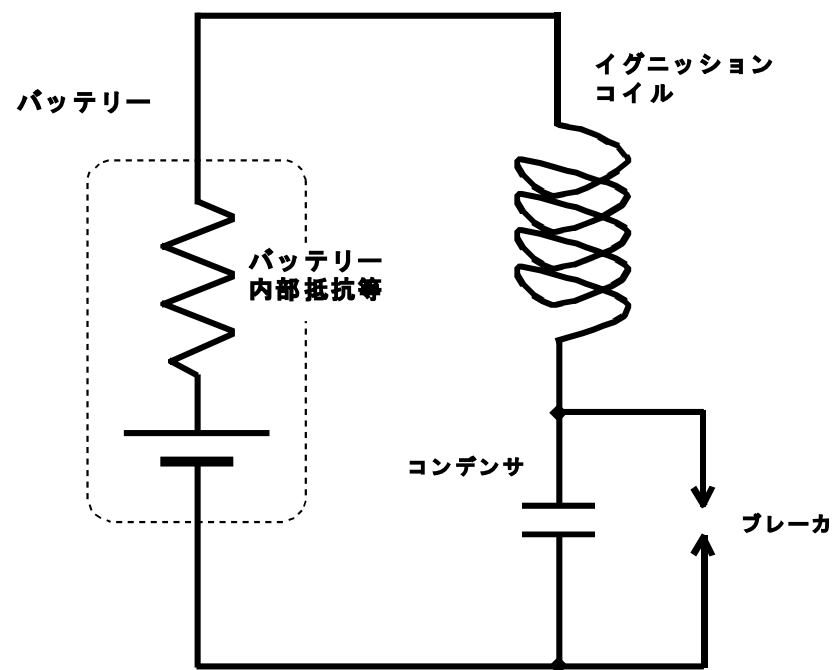 バッテリー
イグニッション
コイル
バッテリー
内部抵抗等
コンデンサ
ブレーカ